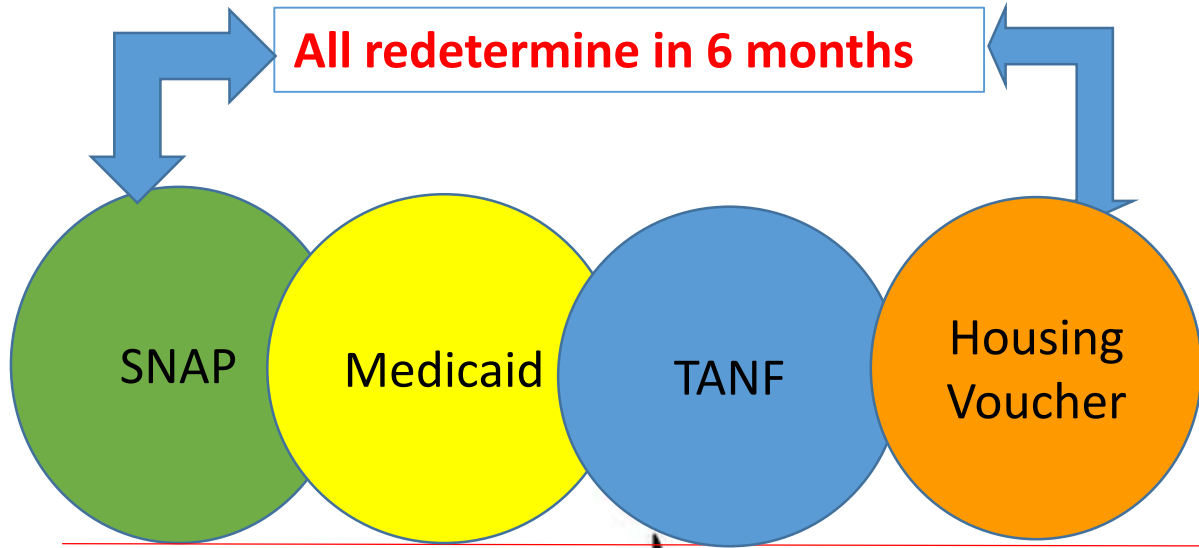 All redetermine in 6 months
SNAP
Medicaid
TANF
Housing
Voucher